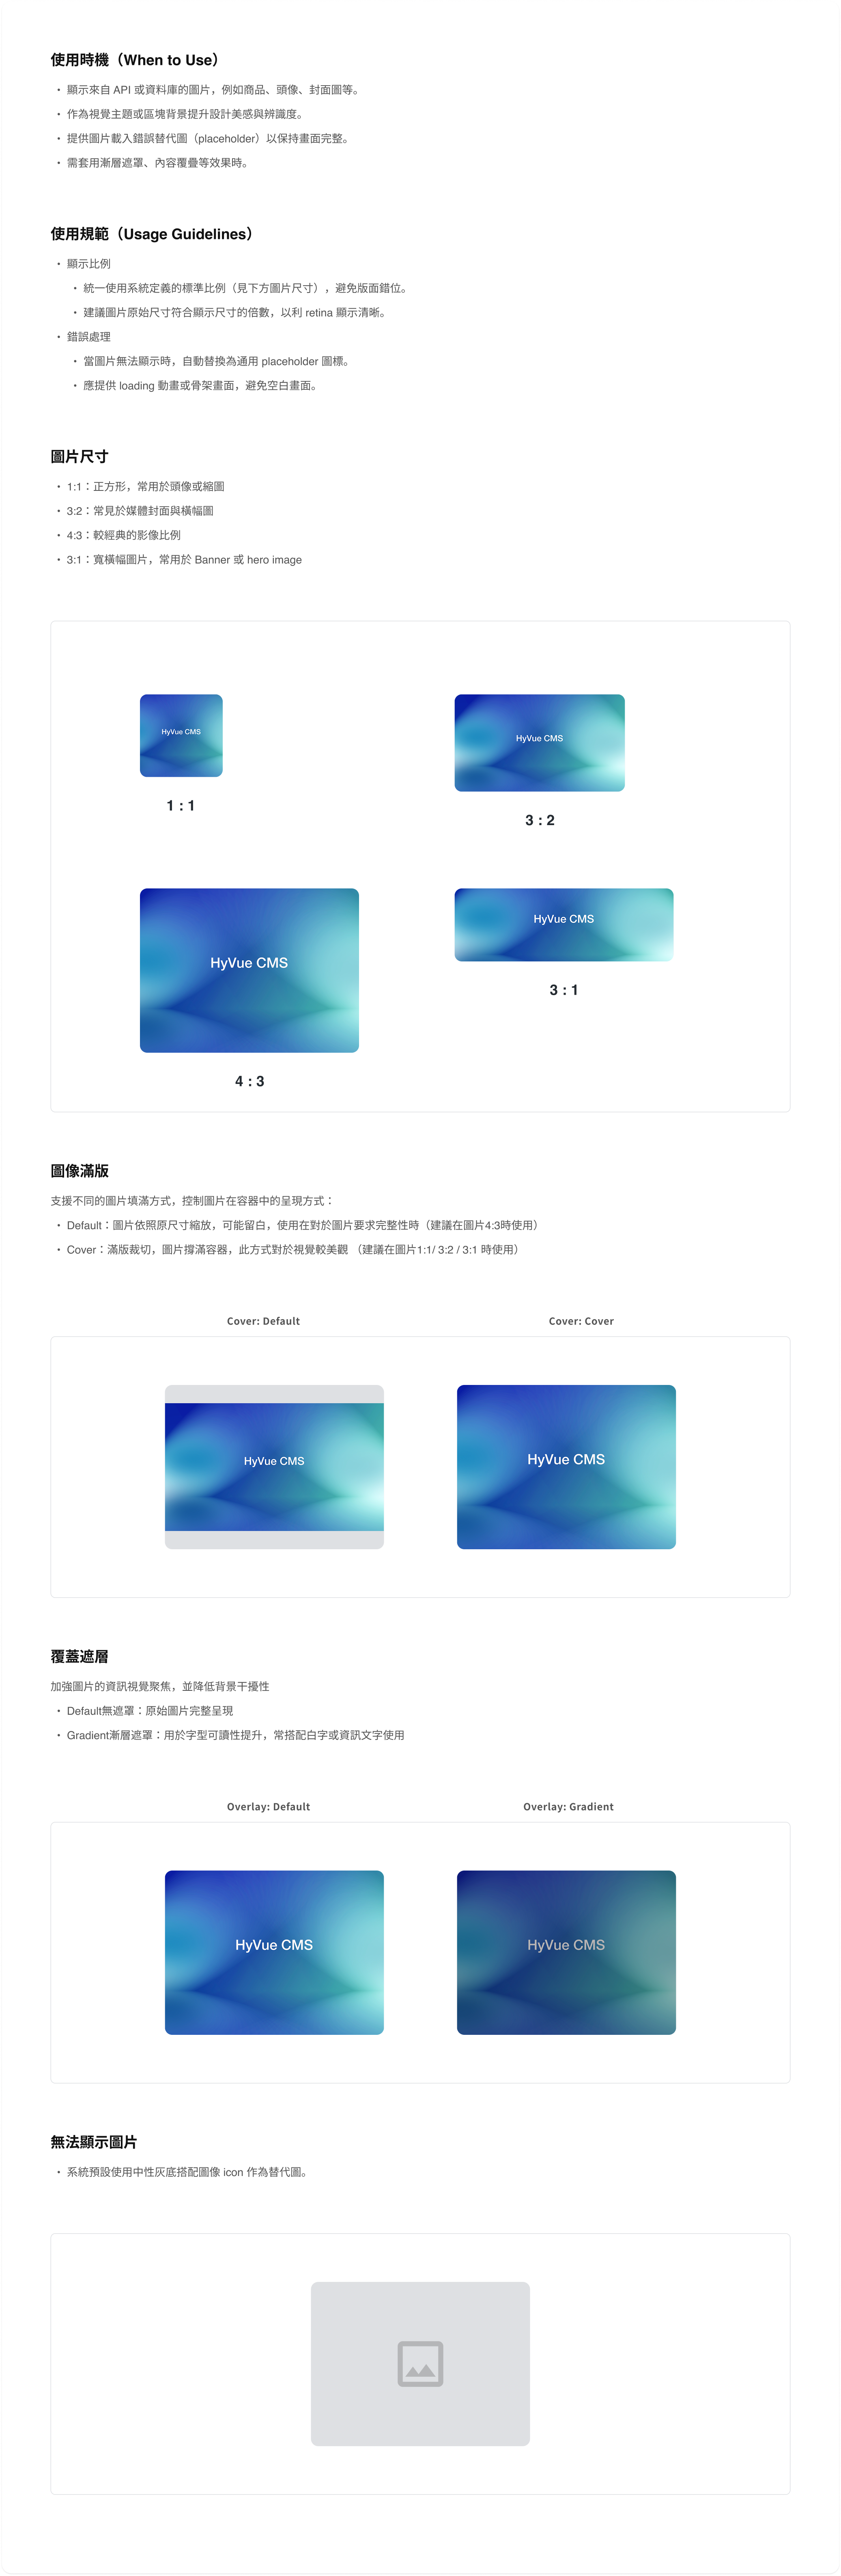 使用時機（When to Use）
• 顯示來自 API 或資料庫的圖片，例如商品、頭像、封面圖等。
• 作為視覺主題或區塊背景提升設計美感與辨識度。
• 提供圖片載入錯誤替代圖（placeholder）以保持畫面完整。
• 需套用漸層遮罩、內容覆疊等效果時。
使用規範（Usage Guidelines）
• 顯示比例
• 統一使用系統定義的標準比例（見下方圖片尺寸），避免版面錯位。
• 建議圖片原始尺寸符合顯示尺寸的倍數，以利 retina 顯示清晰。
• 錯誤處理
• 當圖片無法顯示時，自動替換為通用 placeholder 圖標。
• 應提供 loading 動畫或骨架畫面，避免空白畫面。
圖片尺寸
• 1:1：正方形，常用於頭像或縮圖
• 3:2：常見於媒體封面與橫幅圖
• 4:3：較經典的影像比例
• 3:1：寬橫幅圖片，常用於 Banner 或 hero image
HyVue CMS
HyVue CMS
1 : 1
3 : 2
HyVue CMS
HyVue CMS
3 : 1
4 : 3
圖像滿版
支援不同的圖片填滿方式，控制圖片在容器中的呈現方式：
• Default：圖片依照原尺寸縮放，可能留白，使用在對於圖片要求完整性時（建議在圖片4:3時使用）
• Cover：滿版裁切，圖片撐滿容器，此方式對於視覺較美觀 （建議在圖片1:1/ 3:2 / 3:1 時使用）
Cover: Default
Cover: Cover
HyVue CMS
HyVue CMS
覆蓋遮層
加強圖片的資訊視覺聚焦，並降低背景干擾性
• Default無遮罩：原始圖片完整呈現
• Gradient漸層遮罩：用於字型可讀性提升，常搭配白字或資訊文字使用
Overlay: Default
Overlay: Gradient
HyVue CMS
HyVue CMS
無法顯示圖片
• 系統預設使用中性灰底搭配圖像 icon 作為替代圖。